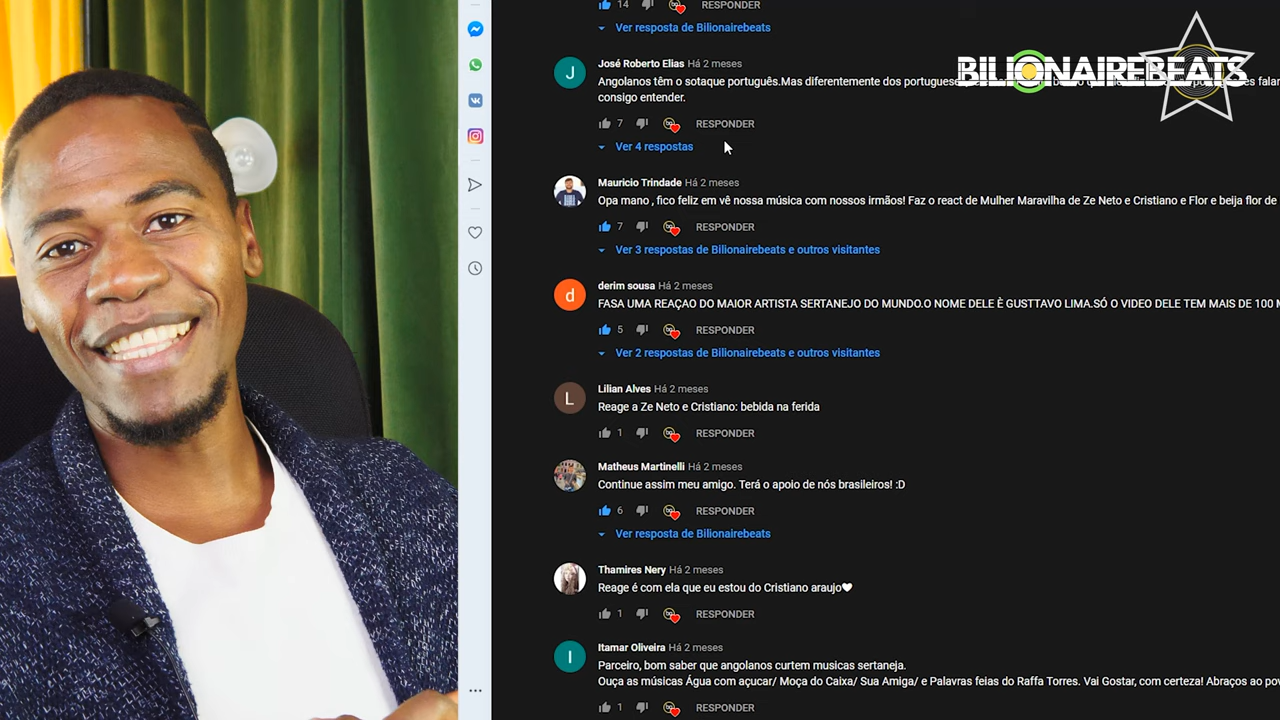 14 RESPONDER
Ver resposta de Bilionairebeats
BILIONAIREBEATS
José Roberto Elias Há 2 meses
Angolanos têm o sotaque português.Mas diferentemente dos portugueses falar
consigo entender.
7 RESPONDER
Ver 4 respostas
Mauricio Trindade Há 2 meses
Opa mano , fico feliz em vê nossa música com nossos irmãos! Faz o react de Mulher Maravilha de Ze Neto e Cristiano e Flor e beija flor de
7 RESPONDER
Ver 3 respostas de Bilionairebeats e outros visitantes
derim sousa Há 2 meses
FASA UMA REAÇAO DO MAIOR ARTISTA SERTANEJO DO MUNDO.O NOME DELE È GUSTTAVO LIMA.SÓ O VIDEO DELE TEM MAIS DE 100
5 RESPONDER
Ver 2 respostas de Bilionairebeats e outros visitantes
L
Lilian Alves Há 2 meses
Reage a Ze Neto e Cristiano: bebida na ferida
1 RESPONDER
Matheus Martinelli Há 2 meses
Continue assim meu amigo. Terá o apoio de nós brasileiros! :D
6 RESPONDER
Ver resposta de Bilionairebeats
Thamires Nery Há 2 meses
Reage é com ela que eu estou do Cristiano araujo🖤
1 RESPONDER
Itamar Oliveira Há 2 meses
Parceiro, bom saber que angolanos curtem musicas sertaneja.
Ouça as músicas Água com açucar/ Moça do Caixa/ Sua Amiga/ e Palavras feias do Raffa Torres. Vai Gostar, com certeza! Abraços ao
1 RESPONDER